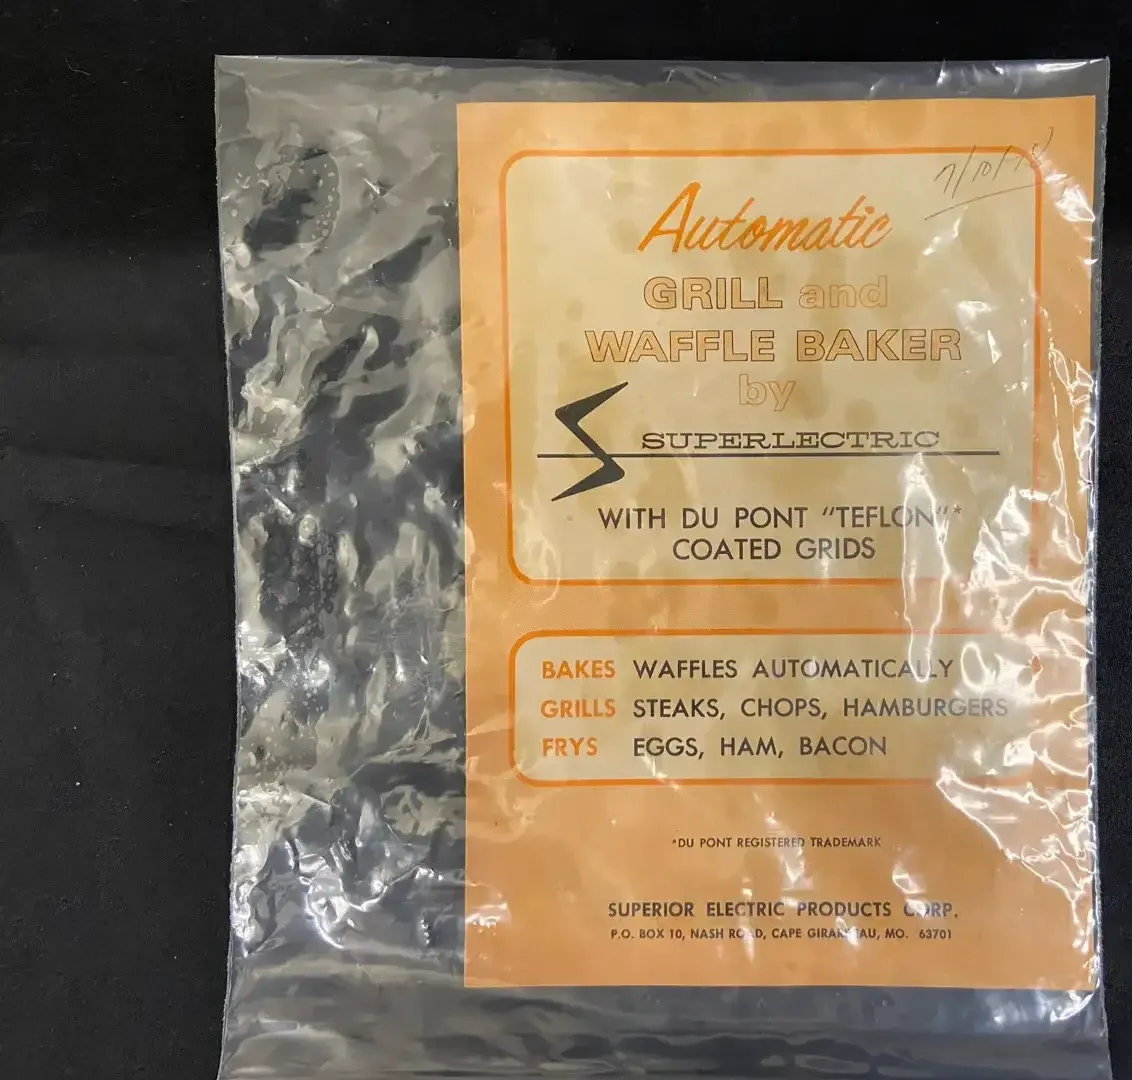 7/10/78
Automatic
GRILL and
WAFFLE BAKER
by
SUPERLECTRIC
WITH DU PONT "TEFLON"*
COATED GRIDS
BAKES WAFFLES AUTOMATICALLY
GRILLS STEAKS, CHOPS, HAMBURGERS
FRYS EGGS, HAM, BACON
*DU PONT REGISTERED TRADEMARK
SUPERIOR ELECTRIC PRODUCTS CORP.
P.O. BOX 10, NASH ROAD, CAPE GIRARDEAU, MO. 63701